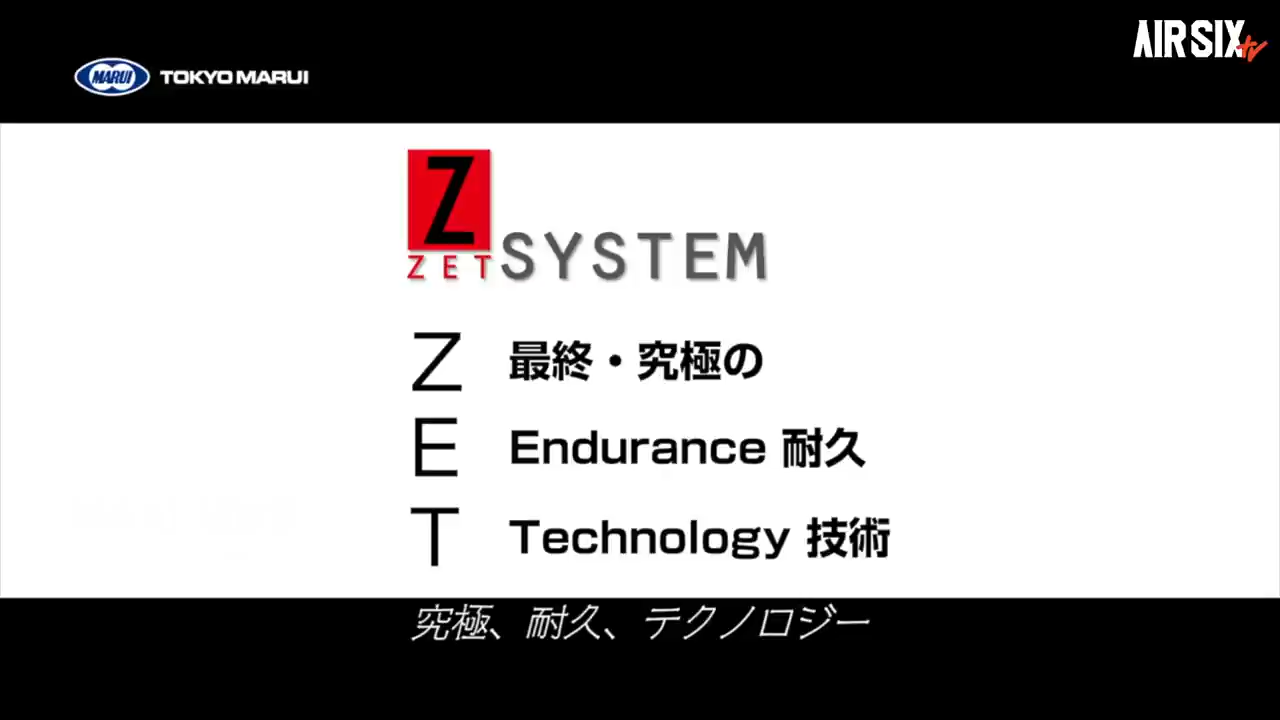 AIR SIX tv
MARUI TOKYO MARUI
Z
ZET SYSTEM
Z 最終・究極の
E Endurance 耐久
T Technology 技術
究極、耐久、テクノロジー